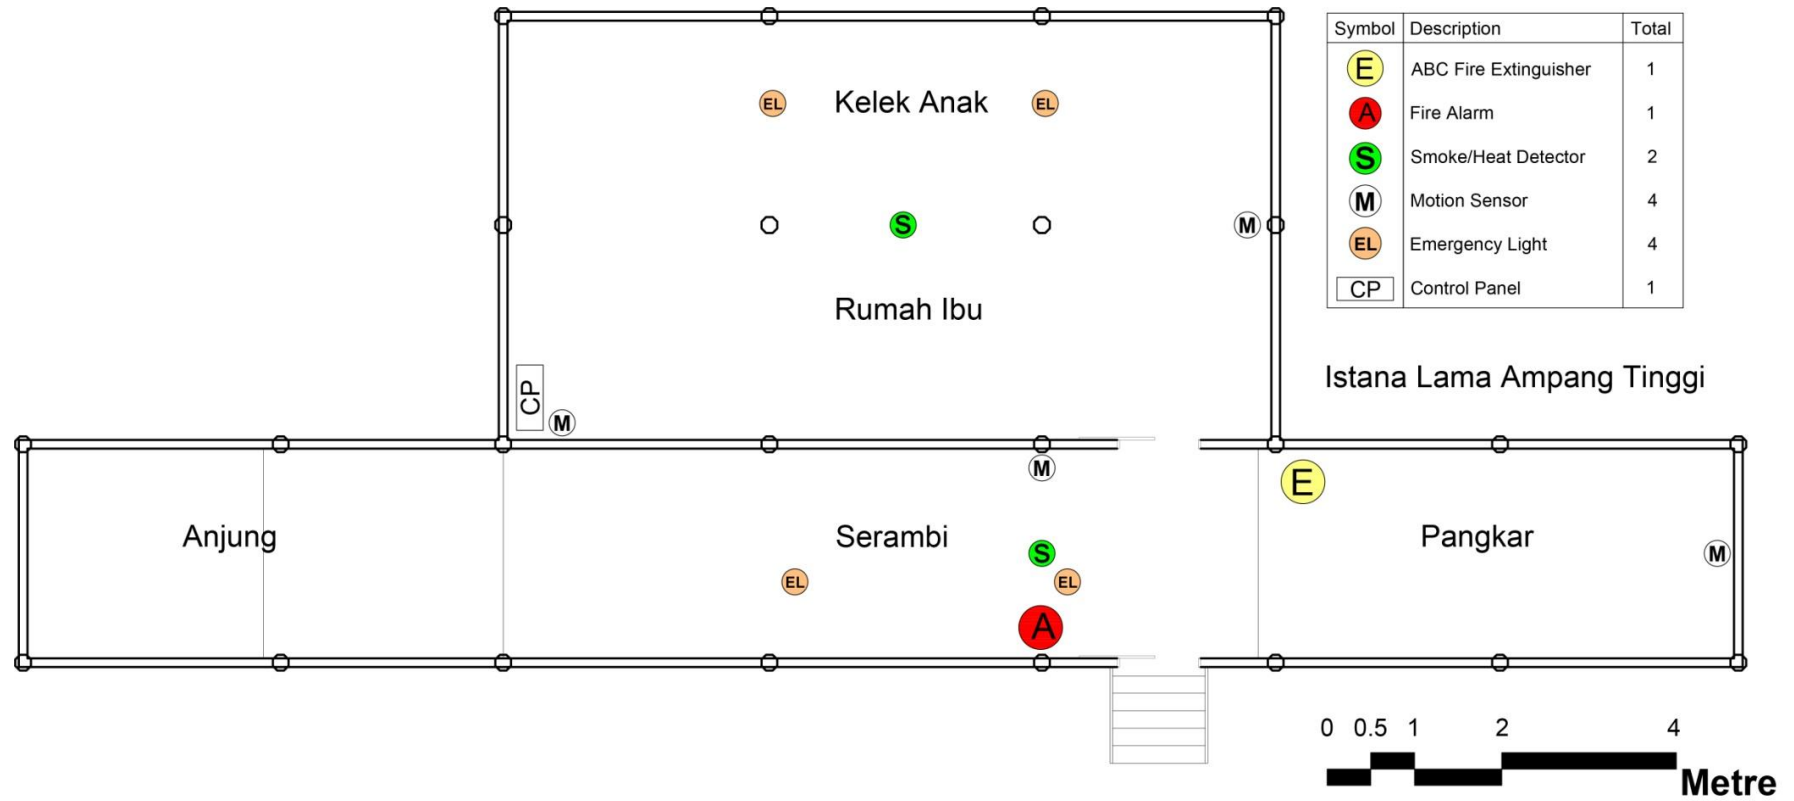 Symbol Description Total
E ABC Fire Extinguisher 1
A Fire Alarm 1
S Smoke/Heat Detector 2
M Motion Sensor 4
EL Emergency Light 4
CP Control Panel 1
EL Kelek Anak EL
S M
Rumah Ibu
Istana Lama Ampang Tinggi
CP
M
M
E
Anjung Serambi Pangkar
S M
EL EL
A
0 0.5 1 2 4
Metre